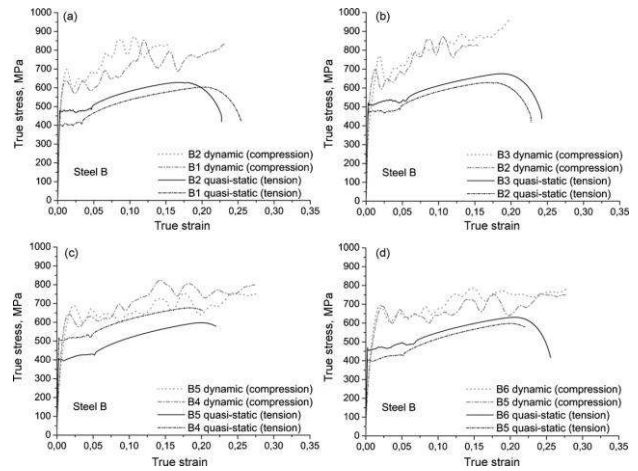 (a)
True stress, MPa
1000
900
800
700
600
500
400
300
200
100
0
Steel B
B2 dynamic (compression)
B1 dynamic (compression)
B2 quasi-static (tension)
B1 quasi-static (tension)
0,00 0,05 0,10 0,15 0,20 0,25 0,30 0,35
True strain
(b)
True stress, MPa
1000
900
800
700
600
500
400
300
200
100
0
Steel B
B3 dynamic (compression)
B2 dynamic (compression)
B3 quasi-static (tension)
B2 quasi-static (tension)
0,00 0,05 0,10 0,15 0,20 0,25 0,30 0,35
True strain
(c)
True stress, MPa
1000
900
800
700
600
500
400
300
200
100
0
Steel B
B5 dynamic (compression)
B4 dynamic (compression)
B5 quasi-static (tension)
B4 quasi-static (tension)
0,00 0,05 0,10 0,15 0,20 0,25 0,30 0,35
True strain
(d)
True stress, MPa
1000
900
800
700
600
500
400
300
200
100
0
Steel B
B6 dynamic (compression)
B5 dynamic (compression)
B6 quasi-static (tension)
B5 quasi-static (tension)
0,00 0,05 0,10 0,15 0,20 0,25 0,30 0,35
True strain